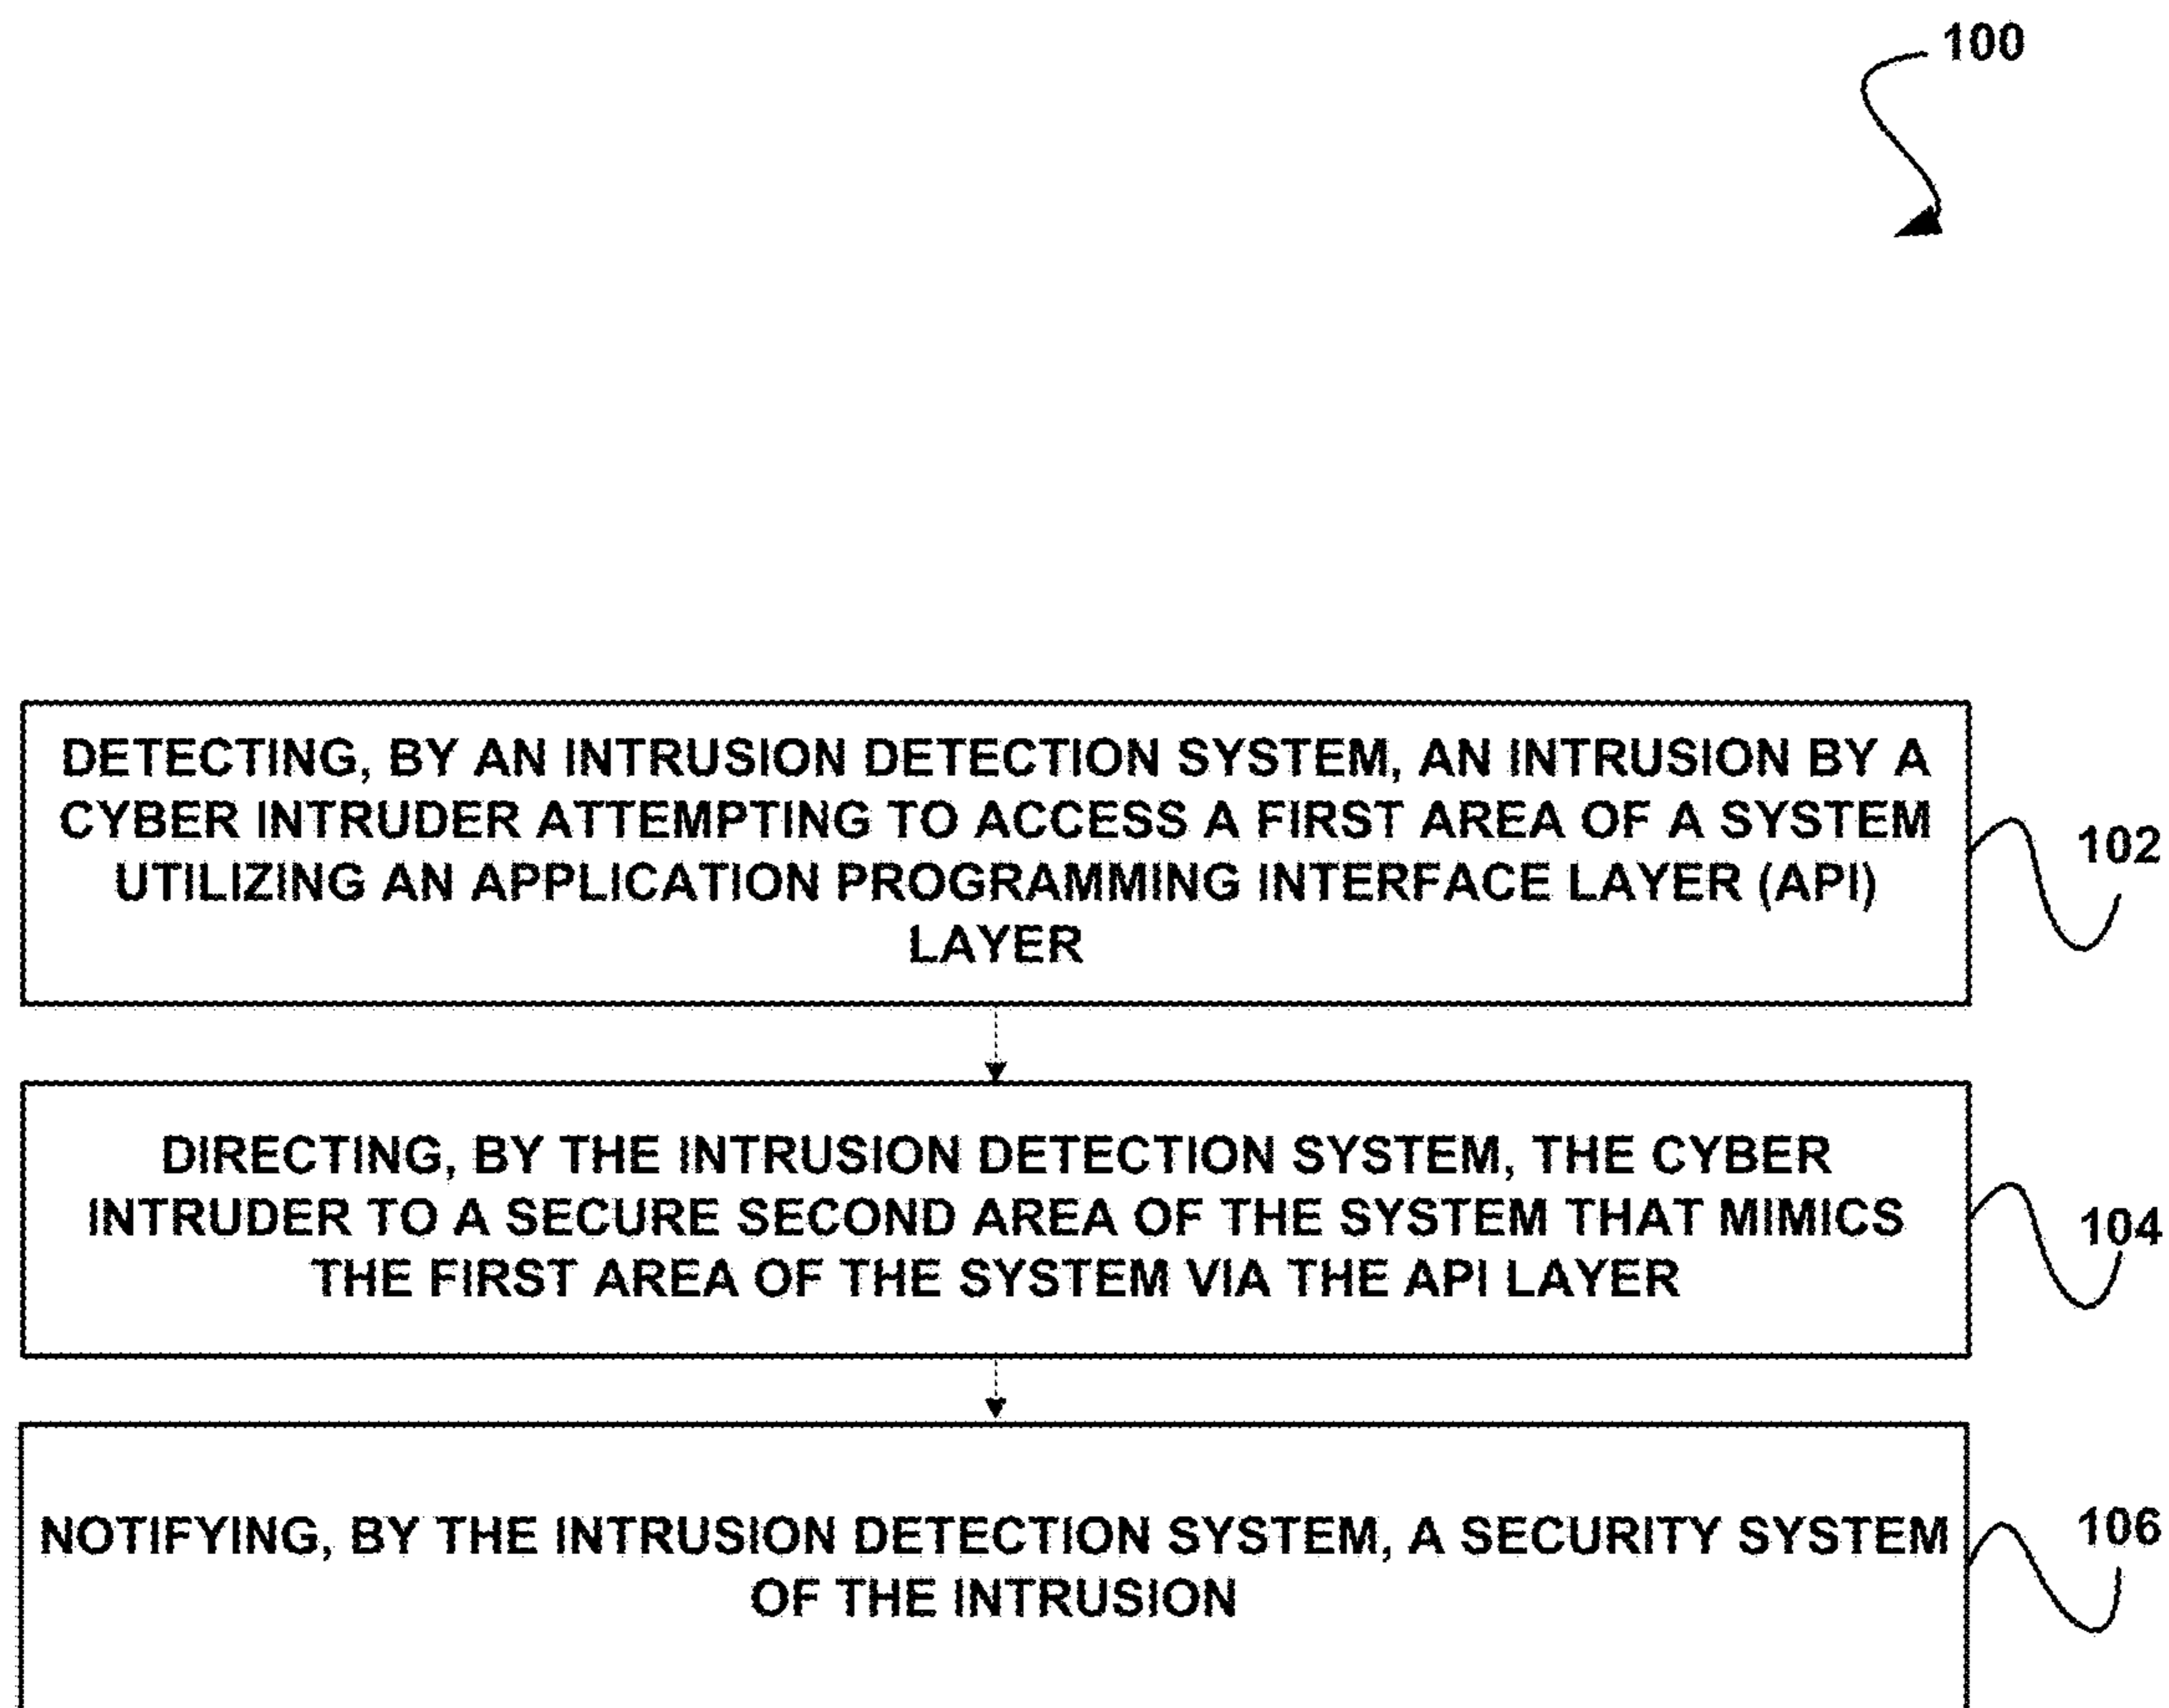 100
DETECTING, BY AN INTRUSION DETECTION SYSTEM, AN INTRUSION BY A
CYBER INTRUDER ATTEMPTING TO ACCESS A FIRST AREA OF A SYSTEM
UTILIZING AN APPLICATION PROGRAMMING INTERFACE LAYER (API)
LAYER
102
DIRECTING, BY THE INTRUSION DETECTION SYSTEM, THE CYBER
INTRUDER TO A SECURE SECOND AREA OF THE SYSTEM THAT MIMICS
THE FIRST AREA OF THE SYSTEM VIA THE API LAYER
104
NOTIFYING, BY THE INTRUSION DETECTION SYSTEM, A SECURITY SYSTEM
OF THE INTRUSION
106